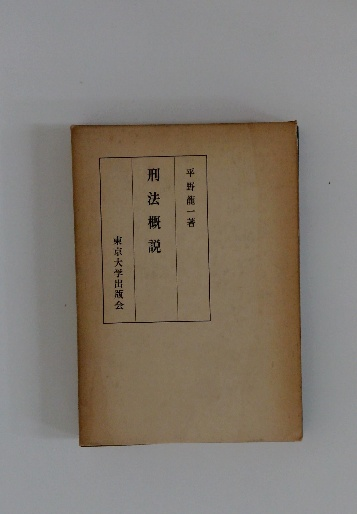 平野龍一著
刑法概説
東京大学出版会